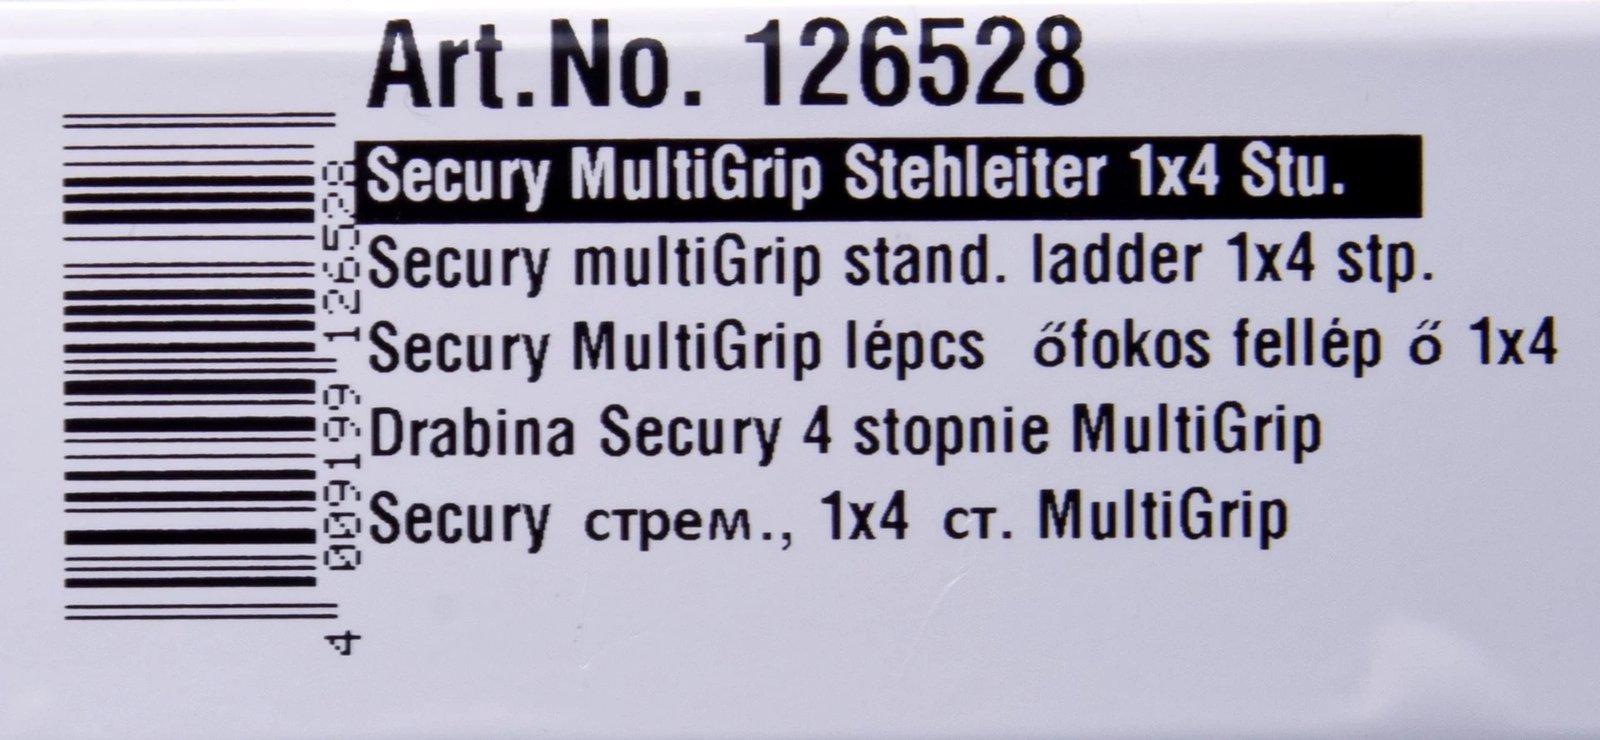 Art.No. 126528
Secury MultiGrip Stehleiter 1x4 Stu.
Secury multiGrip stand. ladder 1x4 stp.
Secury MultiGrip lépcs őfokos fellép ő 1x4
Drabina Secury 4 stopnie MultiGrip
Secury стрем., 1x4 ст. MultiGrip
4 009199 126528